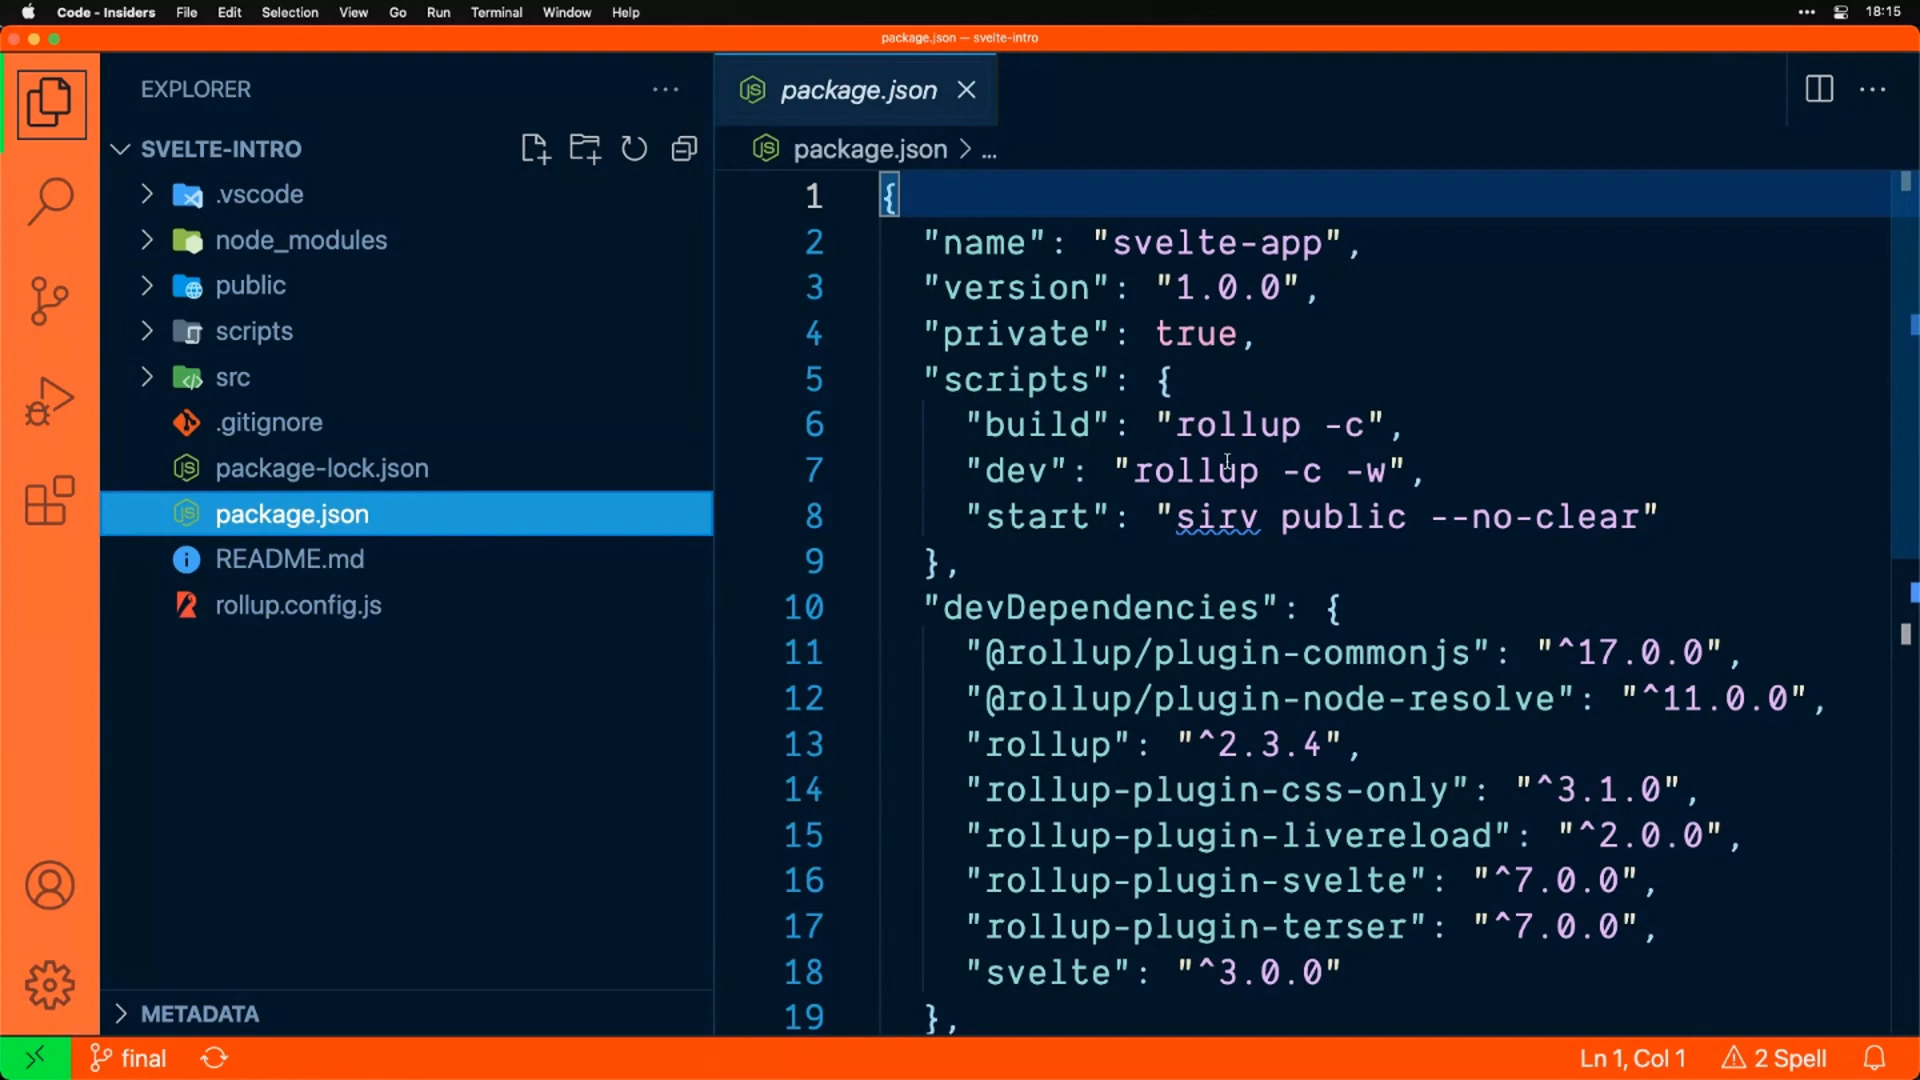 Code - Insiders File Edit Selection View Go Run Terminal Window Help 18:15
package.json — svelte-intro
EXPLORER
SVELTE-INTRO
.vscode
node_modules
public
scripts
src
.gitignore
package-lock.json
package.json
README.md
rollup.config.js
METADATA
package.json
package.json > ...
1 {
2 "name": "svelte-app",
3 "version": "1.0.0",
4 "private": true,
5 "scripts": {
6 "build": "rollup -c",
7 "dev": "rollup -c -w",
8 "start": "sirv public --no-clear"
9 },
10 "devDependencies": {
11 "@rollup/plugin-commonjs": "^17.0.0",
12 "@rollup/plugin-node-resolve": "^11.0.0",
13 "rollup": "^2.3.4",
14 "rollup-plugin-css-only": "^3.1.0",
15 "rollup-plugin-livereload": "^2.0.0",
16 "rollup-plugin-svelte": "^7.0.0",
17 "rollup-plugin-terser": "^7.0.0",
18 "svelte": "^3.0.0"
19 },
final Ln 1, Col 1 2 Spell